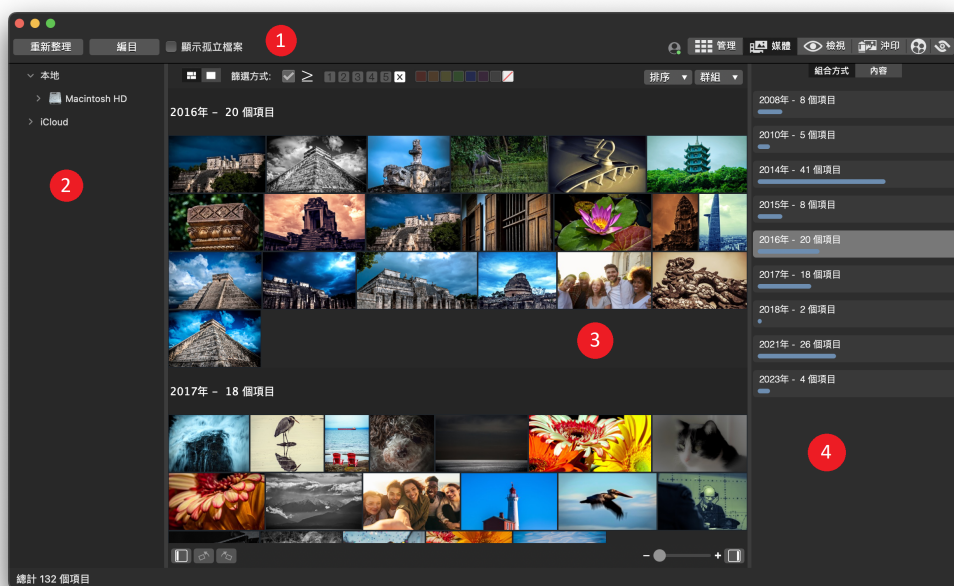 重新整理 編目 顯示孤立檔案 1 管理 媒體 檢視 沖印
本地
Macintosh HD
iCloud
2
篩選方式: ≥ 1 2 3 4 5 X 排序 ▼ 群組 ▼
2016年 - 20 個項目
3
2017年 - 18 個項目
- +
組合方式 內容
2008年 - 8 個項目
2010年 - 5 個項目
2014年 - 41 個項目
2015年 - 8 個項目
2016年 - 20 個項目
2017年 - 18 個項目
2018年 - 2 個項目
2021年 - 26 個項目
2023年 - 4 個項目
4
總計 132 個項目